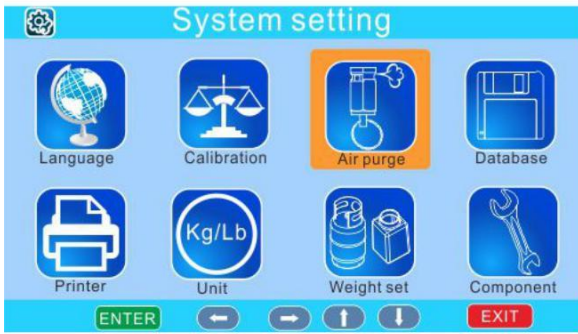 System setting
Language Calibration Air purge Database
Kg/Lb
Printer Unit Weight set Component
ENTER EXIT